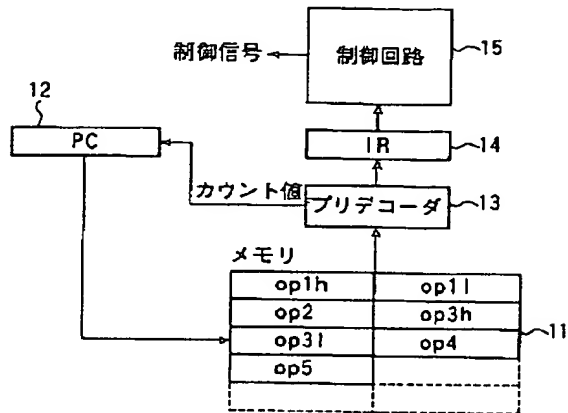 15
制御信号
制御回路
12
PC
IR
14
カウント値
プリデコーダ
13
メモリ
op1h
op1l
op2
op3h
op3l
op4
11
op5